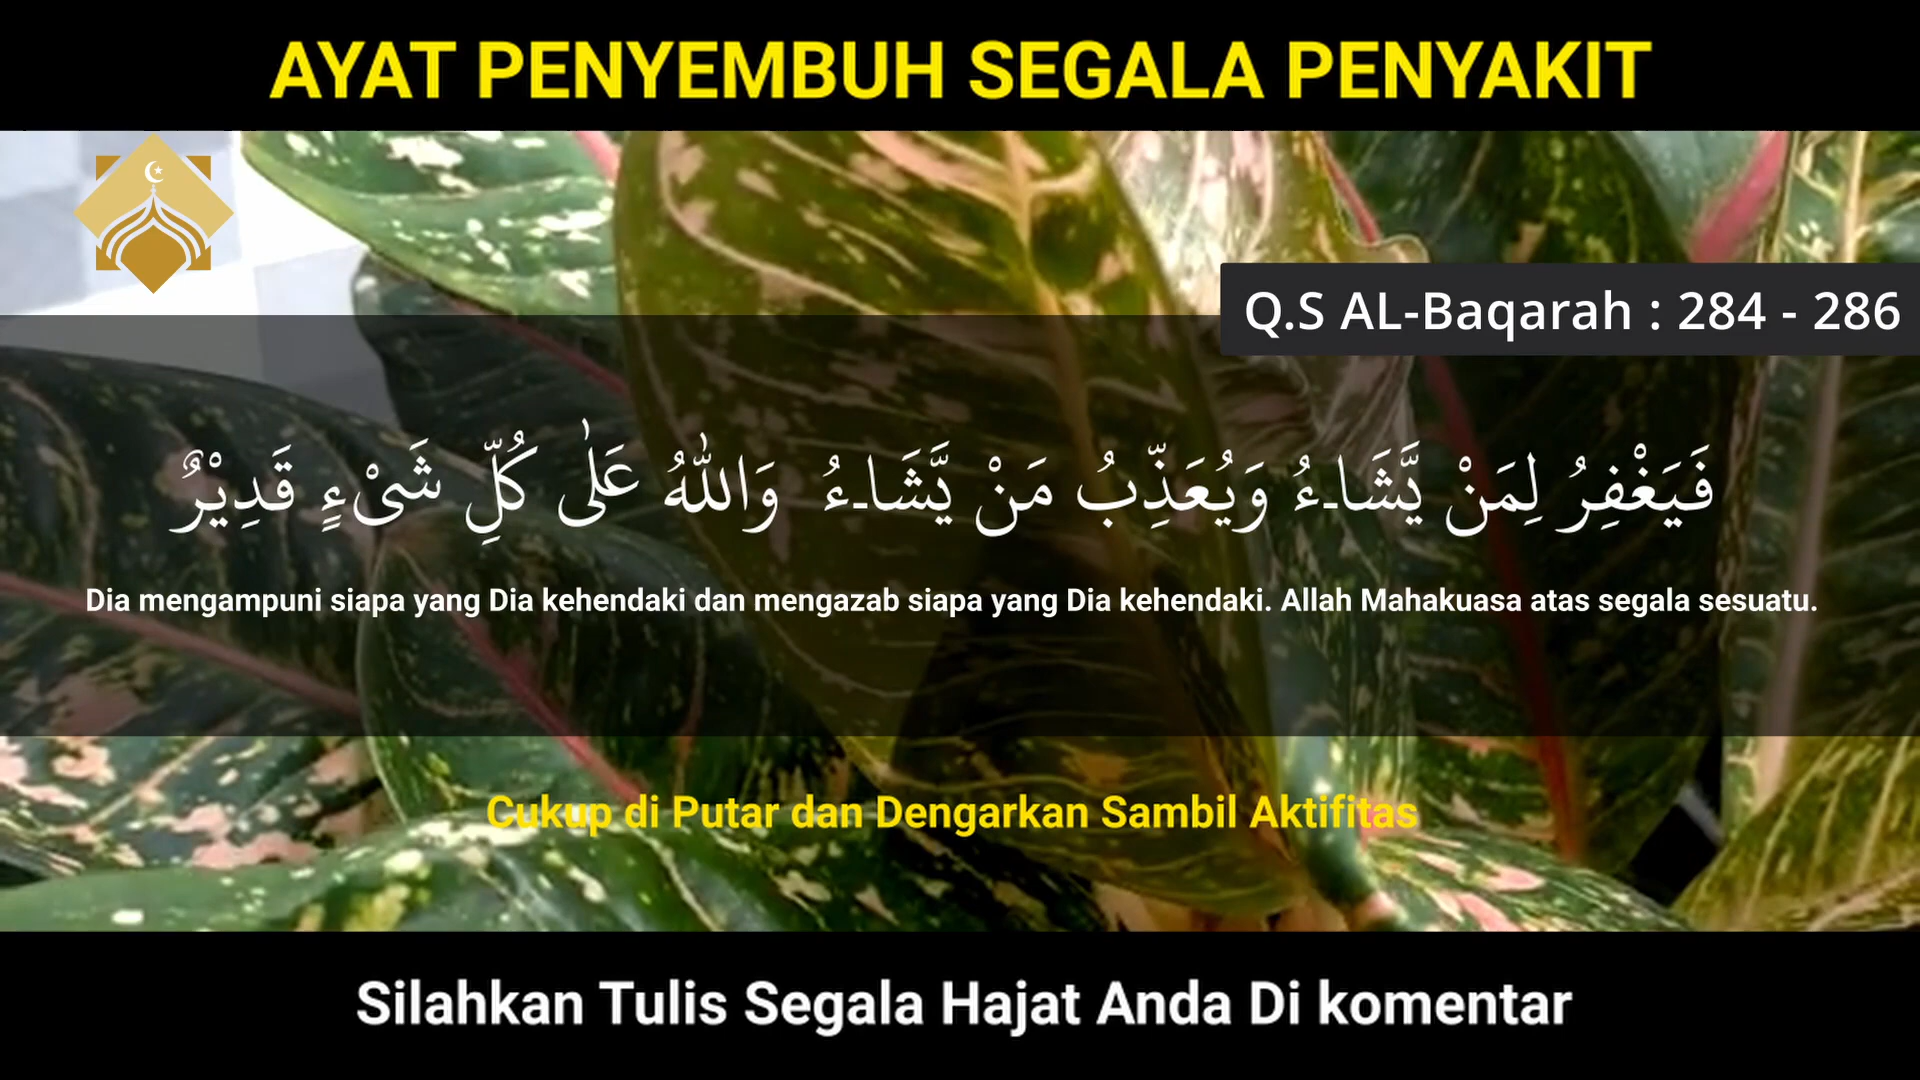 AYAT PENYEMBUH SEGALA PENYAKIT
Q.S AL-Baqarah : 284 - 286
فَيَغْفِرُ لِمَنْ يَّشَاۤءُ وَيُعَذِّبُ مَنْ يَّشَاۤءُ وَاللّٰهُ عَلٰى كُلِّ شَيْءٍ قَدِيْرٌ
Dia mengampuni siapa yang Dia kehendaki dan mengazab siapa yang Dia kehendaki. Allah Mahakuasa atas segala sesuatu.
Cukup di Putar dan Dengarkan Sambil Aktifitas
Silahkan Tulis Segala Hajat Anda Di komentar